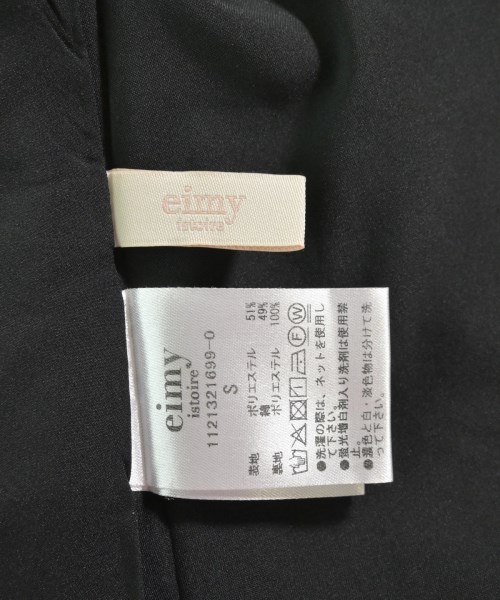 eimy
istoire
eimy
istoire
1121321699-0
S
表地 ポリエステル 51%
綿 49%
裏地 ポリエステル 100%
●洗濯の際は、ネットを使用し
て下さい。
●蛍光増白剤入り洗剤は使用禁
止。
●濃色と白・淡色物は分けて洗
って下さい。